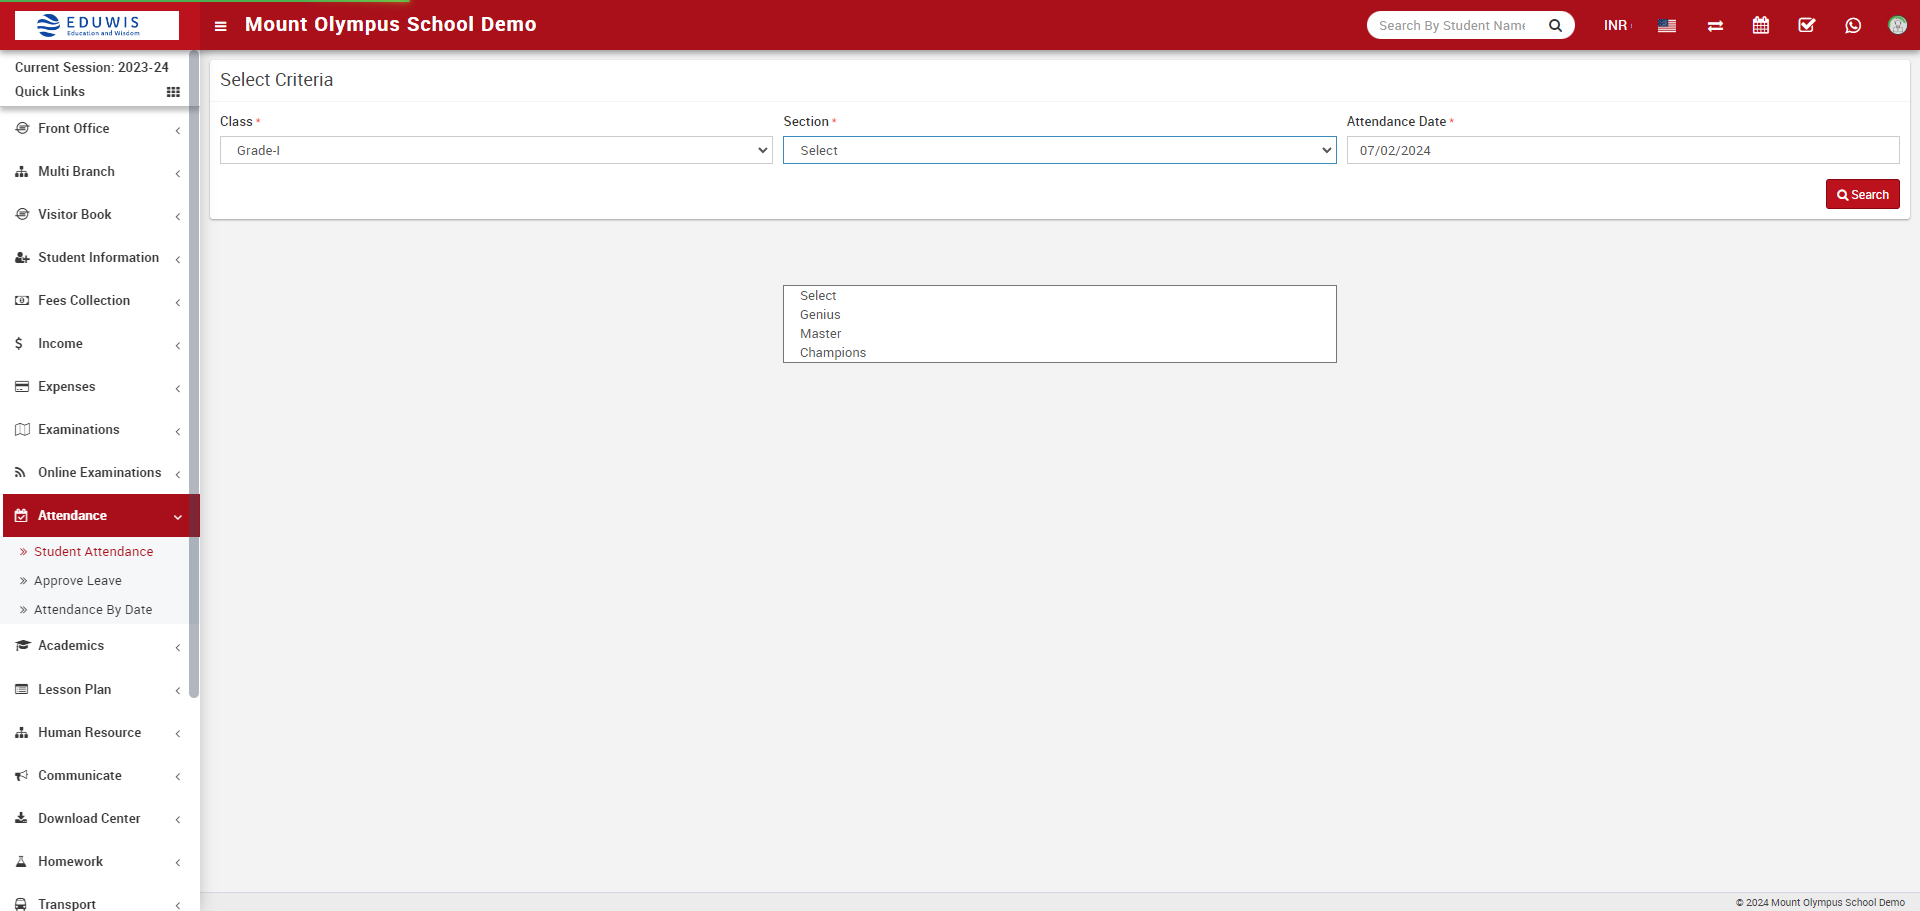 EDUWIS
Education and Wisdom
Mount Olympus School Demo
Search By Student Name
INR
Current Session: 2023-24
Quick Links
Front Office
Multi Branch
Visitor Book
Student Information
Fees Collection
Income
Expenses
Examinations
Online Examinations
Attendance
Student Attendance
Approve Leave
Attendance By Date
Academics
Lesson Plan
Human Resource
Communicate
Download Center
Homework
Transport
Select Criteria
Class *
Section *
Attendance Date *
Grade-I
Select
07/02/2024
Search
Select
Genius
Master
Champions
© 2024 Mount Olympus School Demo